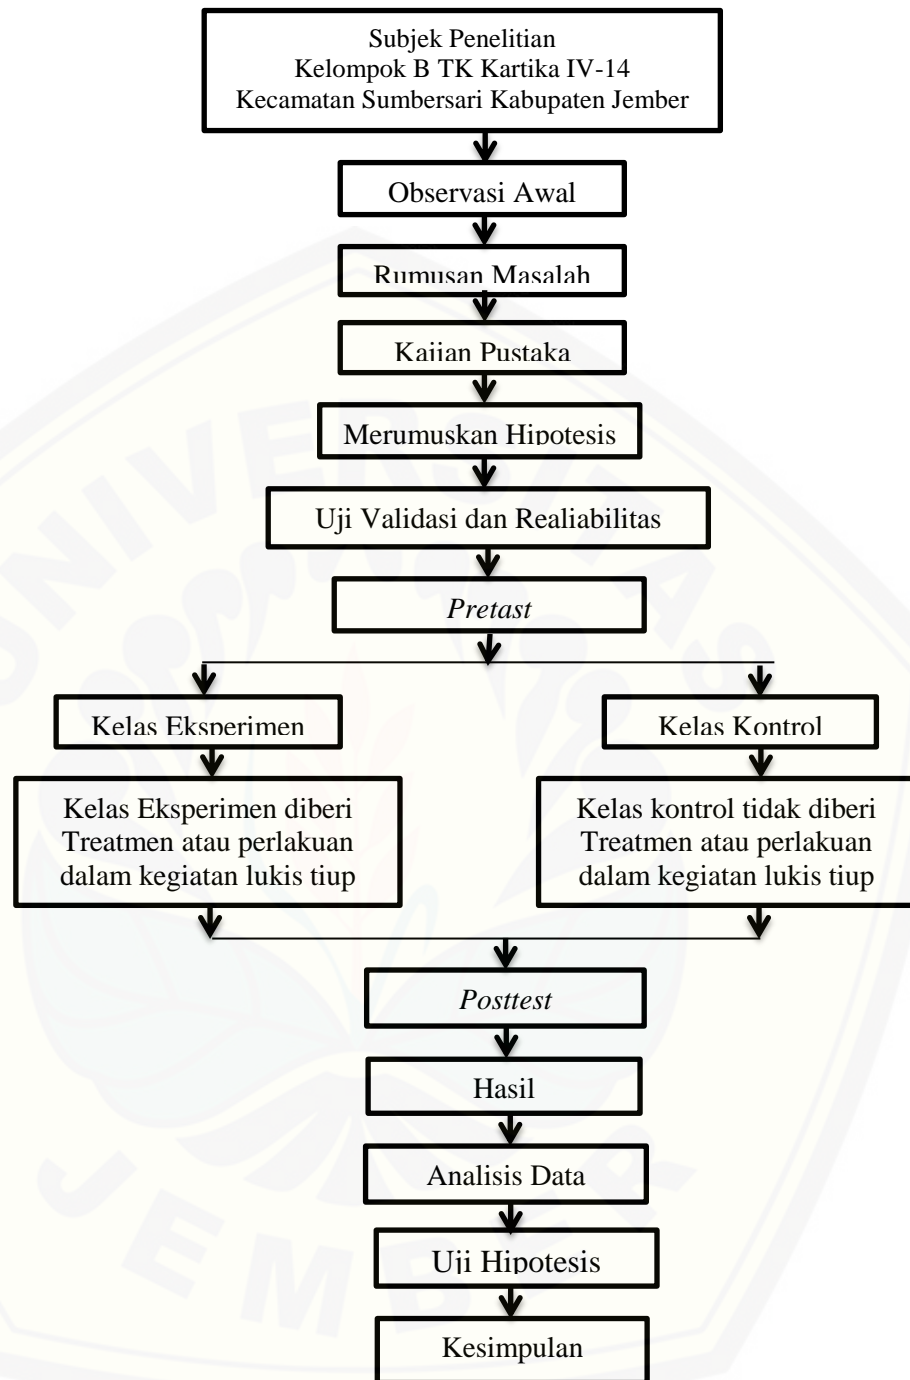 Subjek Penelitian
Kelompok B TK Kartika IV-14
Kecamatan Sumbersari Kabupaten Jember
Observasi Awal
Rumusan Masalah
Kajian Pustaka
Merumuskan Hipotesis
Uji Validasi dan Realiabilitas
Pretast
Kelas Eksperimen
Kelas Kontrol
Kelas Eksperimen diberi
Treatmen atau perlakuan
dalam kegiatan lukis tiup
Kelas kontrol tidak diberi
Treatmen atau perlakuan
dalam kegiatan lukis tiup
Posttest
Hasil
Analisis Data
Uji Hipotesis
Kesimpulan
UNIVERSITAS
JEMBER